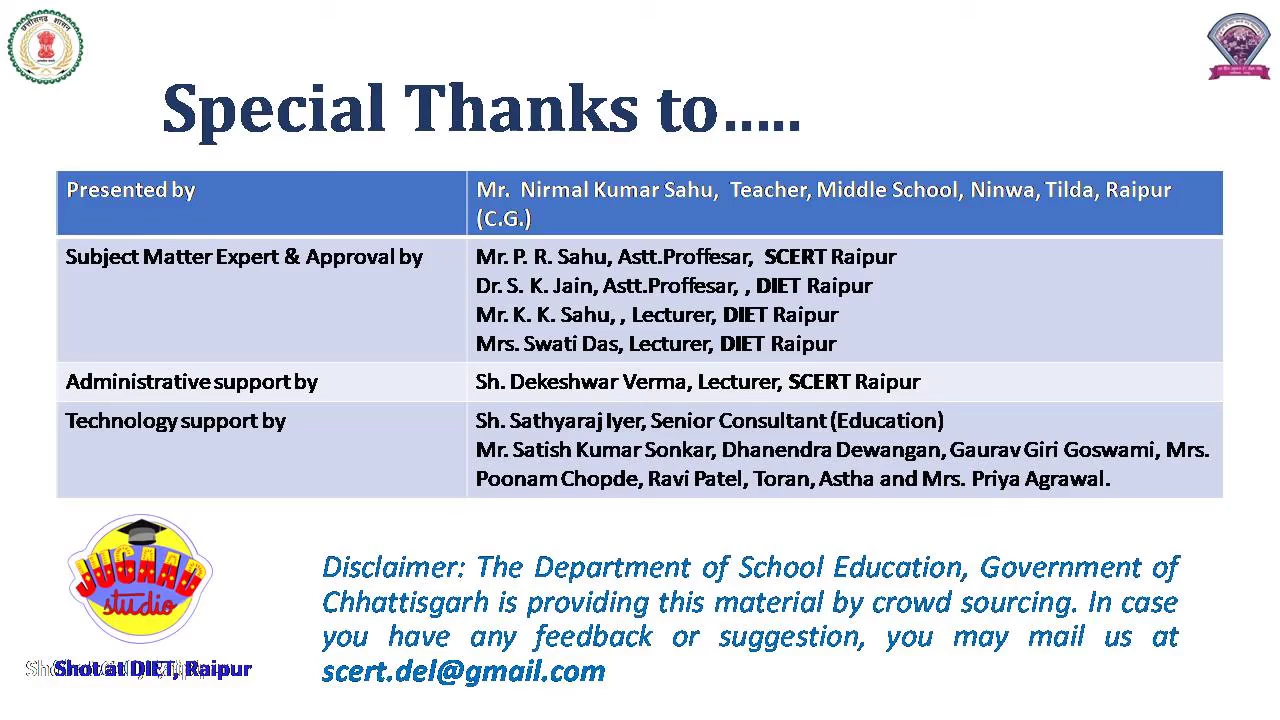 छत्तीसगढ़ शासन
Special Thanks to.....
Presented by
Mr. Nirmal Kumar Sahu, Teacher, Middle School, Ninwa, Tilda, Raipur
(C.G.)
Subject Matter Expert & Approval by
Mr. P. R. Sahu, Astt.Proffesar, SCERT Raipur
Dr. S. K. Jain, Astt.Proffesar, , DIET Raipur
Mr. K. K. Sahu, , Lecturer, DIET Raipur
Mrs. Swati Das, Lecturer, DIET Raipur
Administrative support by
Sh. Dekeshwar Verma, Lecturer, SCERT Raipur
Technology support by
Sh. Sathyaraj Iyer, Senior Consultant (Education)
Mr. Satish Kumar Sonkar, Dhanendra Dewangan, Gaurav Giri Goswami, Mrs.
Poonam Chopde, Ravi Patel, Toran, Astha and Mrs. Priya Agrawal.
JUGAAD
studio
Shot at DIET, Raipur
Disclaimer: The Department of School Education, Government of
Chhattisgarh is providing this material by crowd sourcing. In case
you have any feedback or suggestion, you may mail us at
scert.del@gmail.com